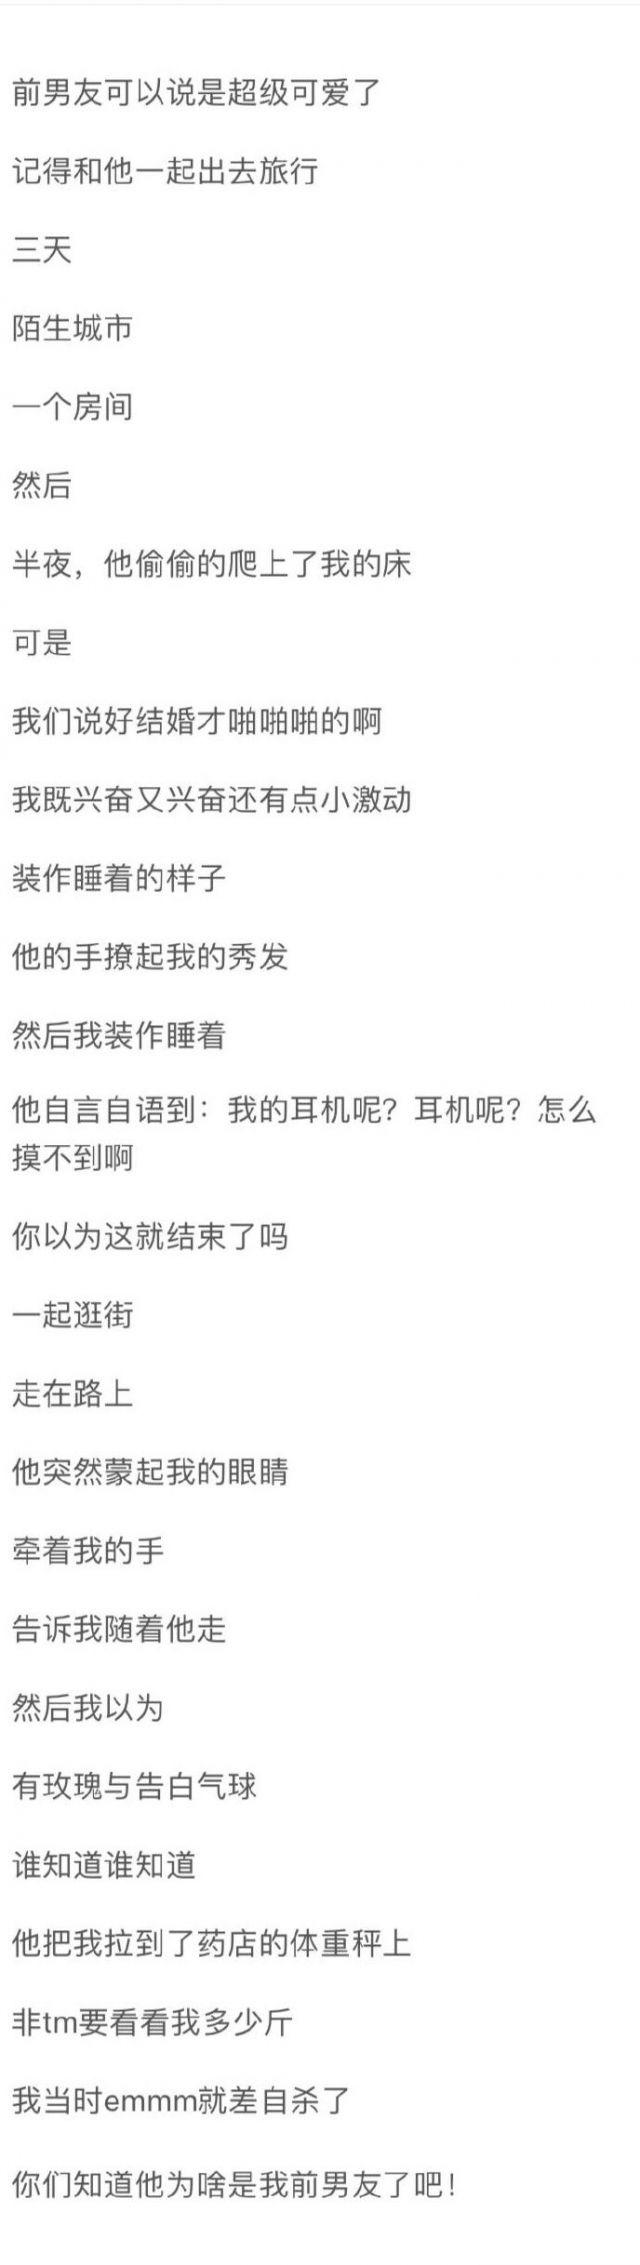 前男友可以说是超级可爱了
记得和他一起出去旅行
三天
陌生城市
一个房间
然后
半夜，他偷偷的爬上了我的床
可是
我们说好结婚才啪啪啪的啊
我既兴奋又兴奋还有点小激动
装作睡着的样子
他的手撩起我的秀发
然后我装作睡着
他自言自语到：我的耳机呢？耳机呢？怎么
摸不到啊
你以为这就结束了吗
一起逛街
走在路上
他突然蒙起我的眼睛
牵着我的手
告诉我随着他走
然后我以为
有玫瑰与告白气球
谁知道谁知道
他把我拉到了药店的体重秤上
非tm要看看我多少斤
我当时emmm就差自杀了
你们知道他为啥是我前男友了吧！